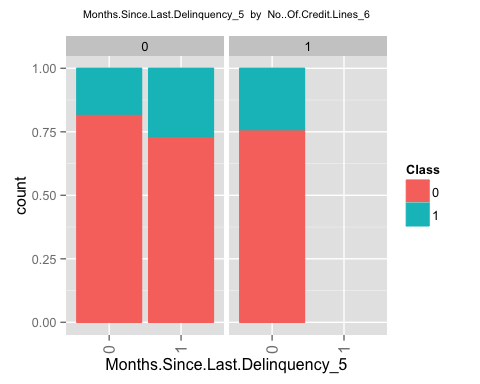 Months.Since.Last.Delinquency_5 by No..Of.Credit.Lines_6
0 1
1.00
0.75
0.50
0.25
0.00
count
0 1 0 1
Months.Since.Last.Delinquency_5
Class
0
1